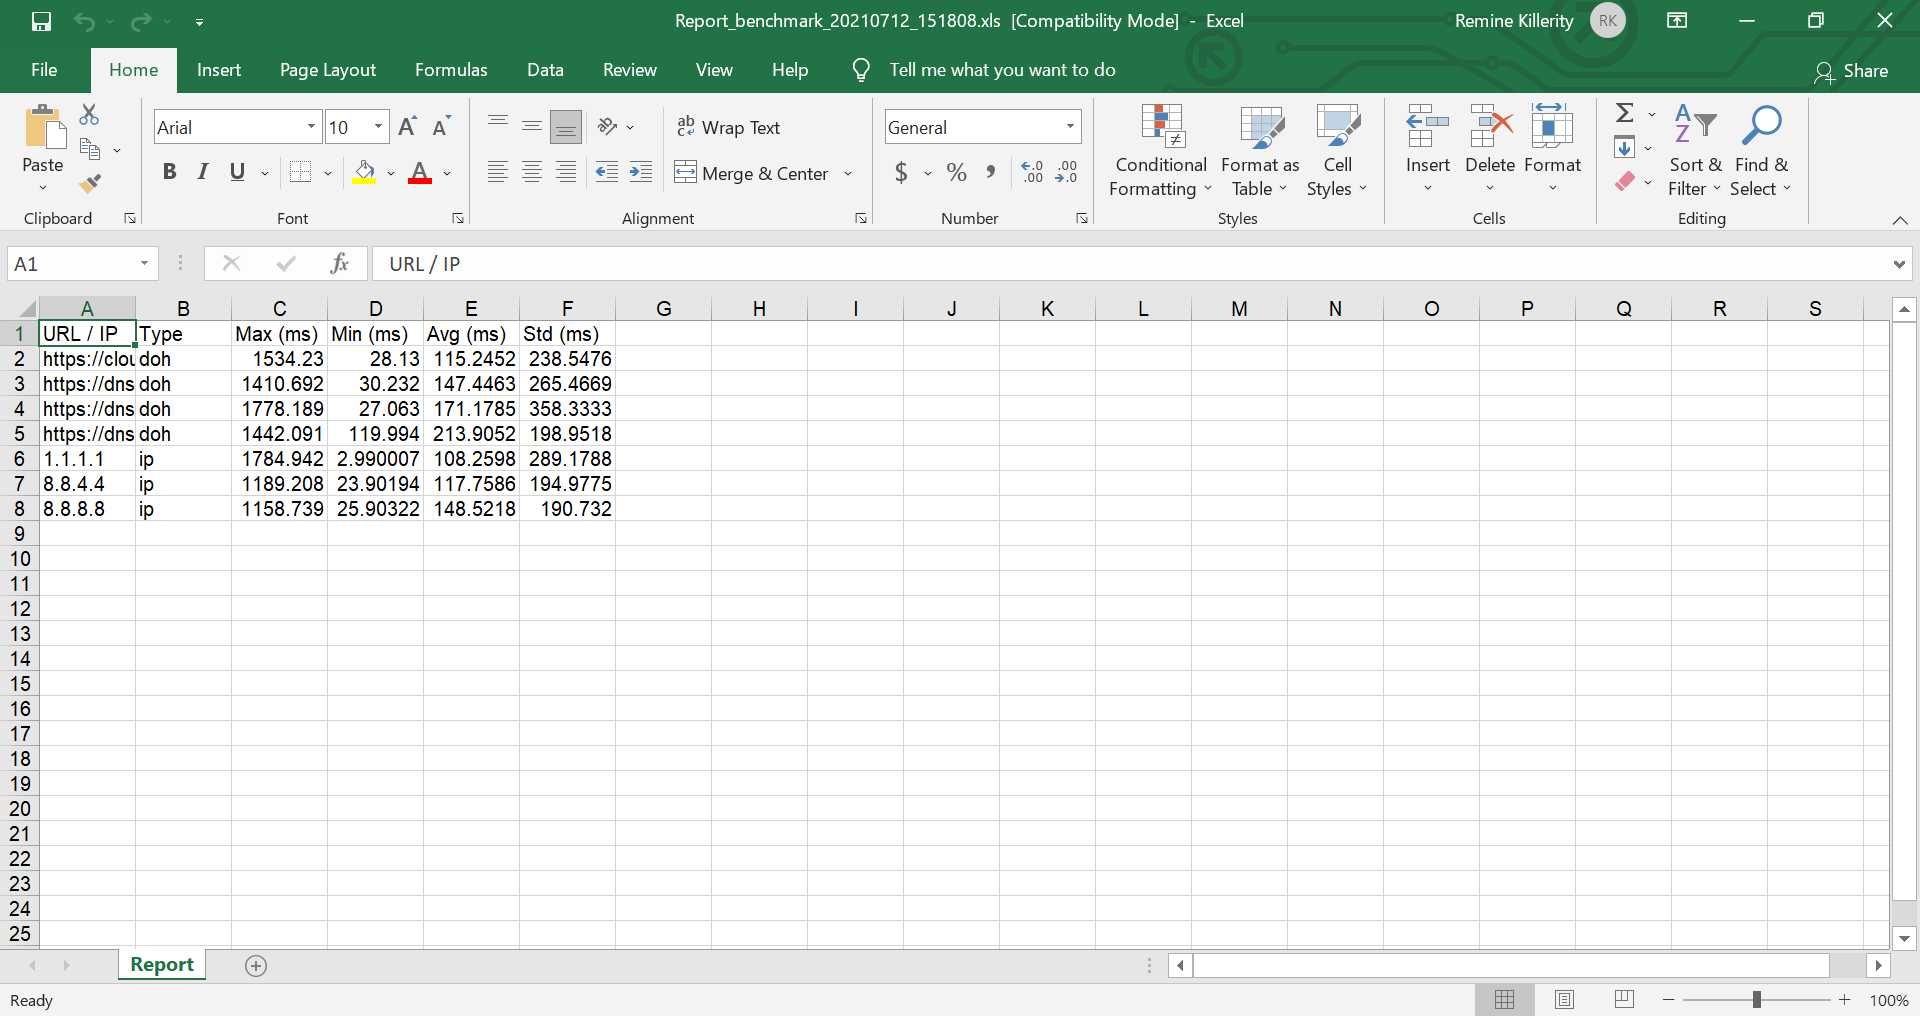 Report_benchmark_20210712_151808.xls [Compatibility Mode] - Excel
Remine Killerity RK
File Home Insert Page Layout Formulas Data Review View Help Tell me what you want to do Share
Paste
Clipboard
Arial 10
B I U
Font
Wrap Text
Merge & Center
Alignment
General
$ % ,
Number
Conditional Formatting
Format as Table
Cell Styles
Styles
Insert Delete Format
Cells
Sort & Filter
Find & Select
Editing
A1 fx URL / IP
A B C D E F G H I J K L M N O P Q R S
1 URL / IP Type Max (ms) Min (ms) Avg (ms) Std (ms)
2 https://clou doh 1534.23 28.13 115.2452 238.5476
3 https://dns doh 1410.692 30.232 147.4463 265.4669
4 https://dns doh 1778.189 27.063 171.1785 358.3333
5 https://dns doh 1442.091 119.994 213.9052 198.9518
6 1.1.1.1 ip 1784.942 2.990007 108.2598 289.1788
7 8.8.4.4 ip 1189.208 23.90194 117.7586 194.9775
8 8.8.8.8 ip 1158.739 25.90322 148.5218 190.732
9
10
11
12
13
14
15
16
17
18
19
20
21
22
23
24
25
Report
Ready 100%